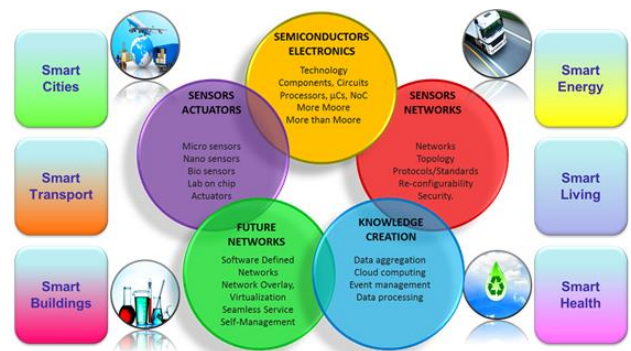 Smart
Cities
Smart
Transport
Smart
Buildings
SEMICONDUCTORS
ELECTRONICS
Technology
Components, Circuits
Processors, µCs, NoC
More Moore
More than Moore
SENSORS
ACTUATORS
Micro sensors
Nano sensors
Bio sensors
Lab on chip
Actuators
SENSORS
NETWORKS
Networks
Topology
Protocols/Standards
Re-configurability
Security.
FUTURE
NETWORKS
Software Defined
Networks
Network Overlay,
Virtualization
Seamless Service
Self-Management
KNOWLEDGE
CREATION
Data aggregation
Cloud computing
Event management
Data processing
Smart
Energy
Smart
Living
Smart
Health